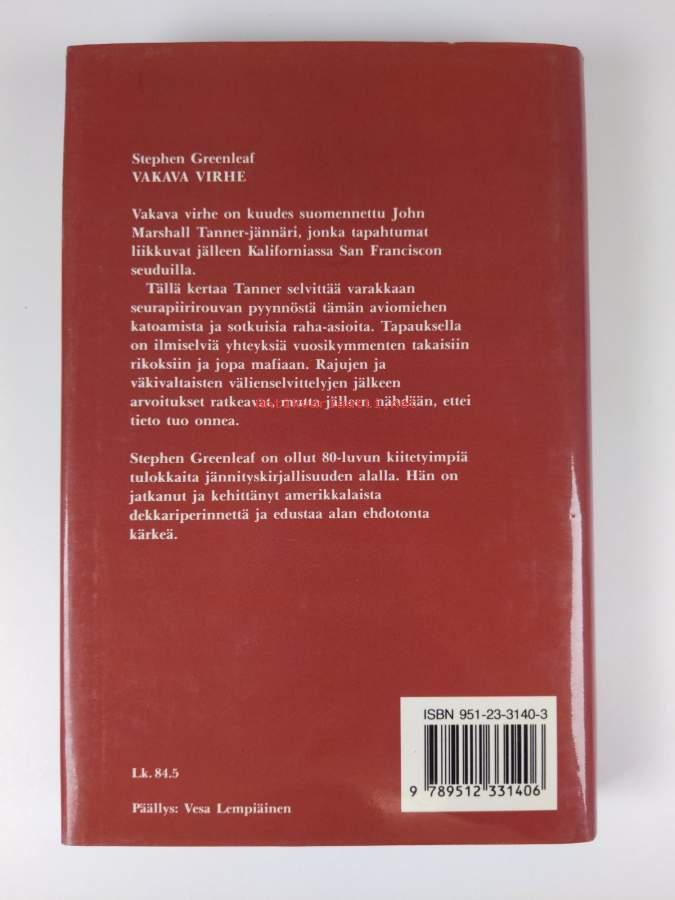 Stephen Greenleaf
VAKAVA VIRHE
Vakava virhe on kuudes suomennettu John
Marshall Tanner-jännäri, jonka tapahtumat
liikkuvat jälleen Kaliforniassa San Franciscon
seuduilla.
Tällä kertaa Tanner selvittää varakkaan
seurapiirirouvan pyynnöstä tämän aviomiehen
katoamista ja sotkuisia raha-asioita. Tapauksella
on ilmiselviä yhteyksiä vuosikymmenten takaisiin
rikoksiin ja jopa mafiaan. Rajujen ja
väkivaltaisten välienselvittelyjen jälkeen
arvoitukset ratkeavat, mutta jälleen nähdään, ettei
tieto tuo onnea.
Stephen Greenleaf on ollut 80-luvun kiitetyimpiä
tulokkaita jännityskirjallisuuden alalla. Hän on
jatkanut ja kehittänyt amerikkalaista
dekkariperinnettä ja edustaa alan ehdotonta
kärkeä.
ISBN 951-23-3140-3
9 789512 331406
Lk. 84.5
Päällys: Vesa Lempiäinen